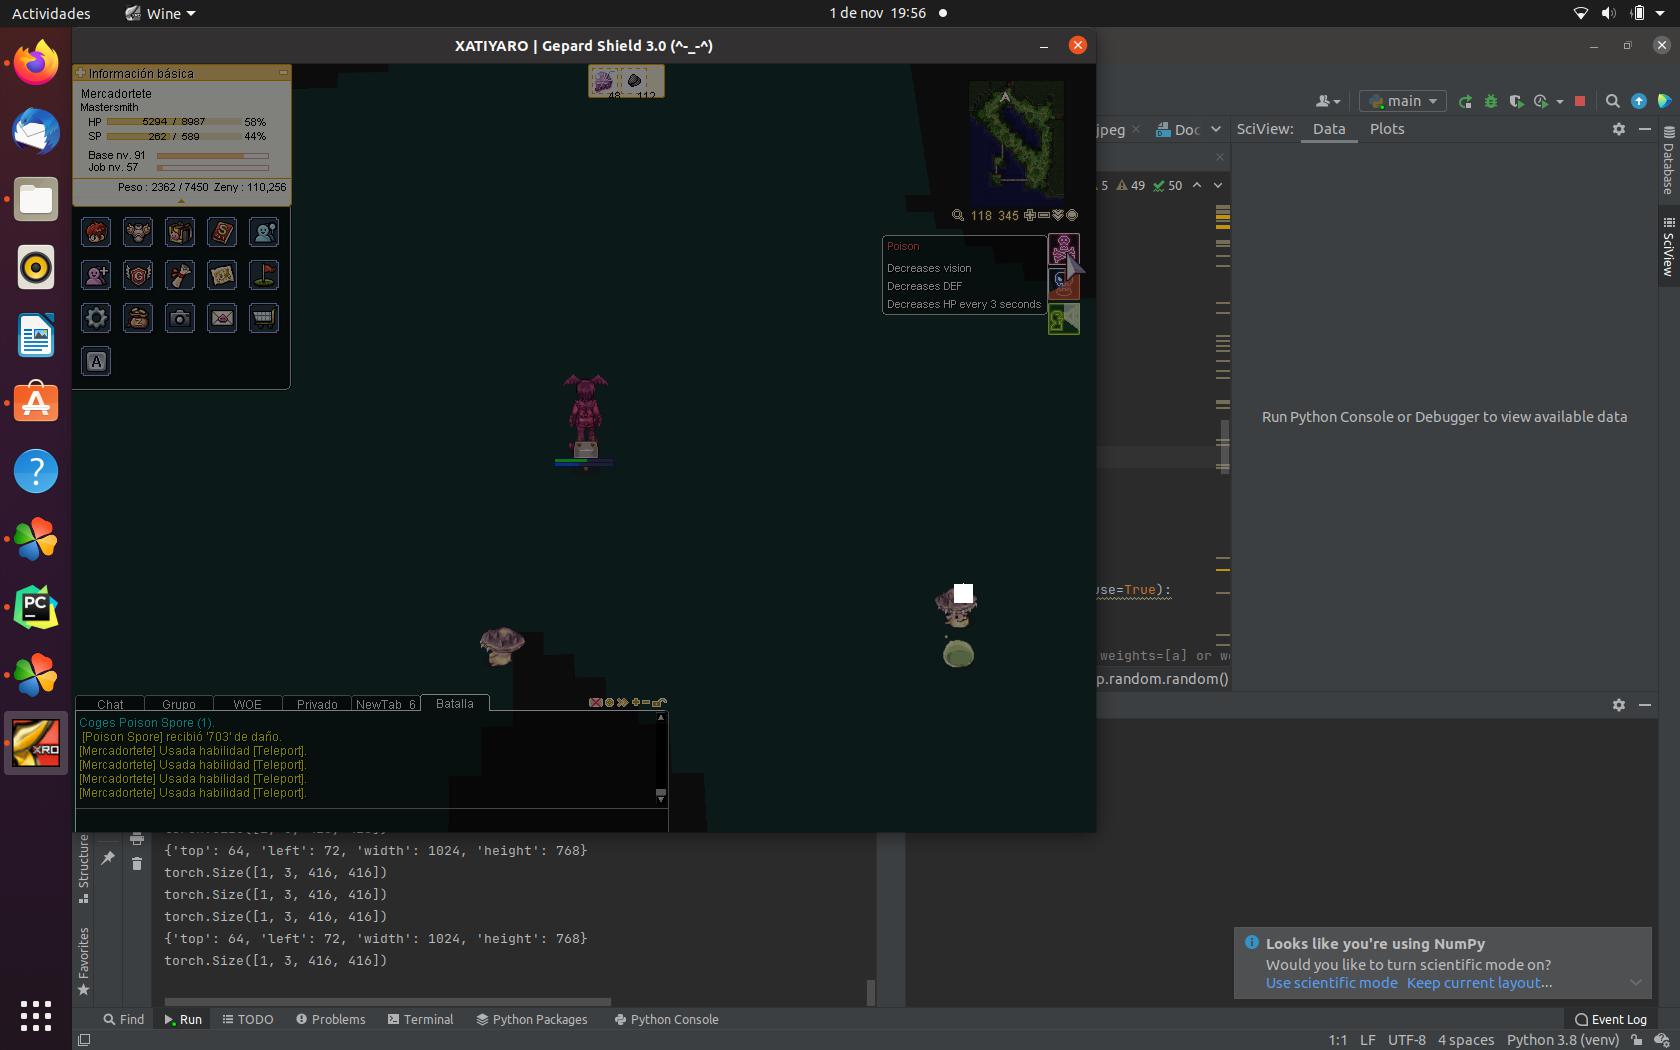 Actividades
Wine
1 de nov 19:56
XATIYARO | Gepard Shield 3.0 (^-_-^)
Información básica
Mercadortete
Mastersmith
HP 5294 / 8987 58%
SP 262 / 589 44%
Base nv. 91
Job nv. 57
Peso : 2362 / 7450 Zeny : 110,256
48 112
118 345
Poison
Decreases vision
Decreases DEF
Decreases HP every 3 seconds
A
main
jpeg
Doc
SciView: Data Plots
5 49 50
Database
SciView
Run Python Console or Debugger to view available data
use=True):
weights=[a] or w
p.random.random()
Chat Grupo WOE Privado NewTab 6 Batalla
Coges Poison Spore (1).
[Poison Spore] recibió '703' de daño.
[Mercadortete] Usada habilidad [Teleport].
[Mercadortete] Usada habilidad [Teleport].
[Mercadortete] Usada habilidad [Teleport].
[Mercadortete] Usada habilidad [Teleport].
PC
XRO
Structure
Favorites
{'top': 64, 'left': 72, 'width': 1024, 'height': 768}
torch.Size([1, 3, 416, 416])
torch.Size([1, 3, 416, 416])
torch.Size([1, 3, 416, 416])
{'top': 64, 'left': 72, 'width': 1024, 'height': 768}
torch.Size([1, 3, 416, 416])
Looks like you're using NumPy
Would you like to turn scientific mode on?
Use scientific mode Keep current layout...
Find Run TODO Problems Terminal Python Packages Python Console
Event Log
1:1 LF UTF-8 4 spaces Python 3.8 (venv)